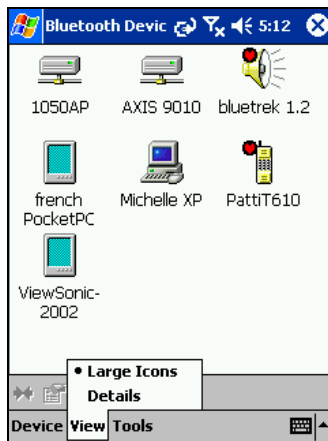 Bluetooth Devic 5:12
1050AP AXIS 9010 bluetrek 1.2
french
PocketPC Michelle XP PattiT610
ViewSonic-
2002
Large Icons
Details
Device View Tools